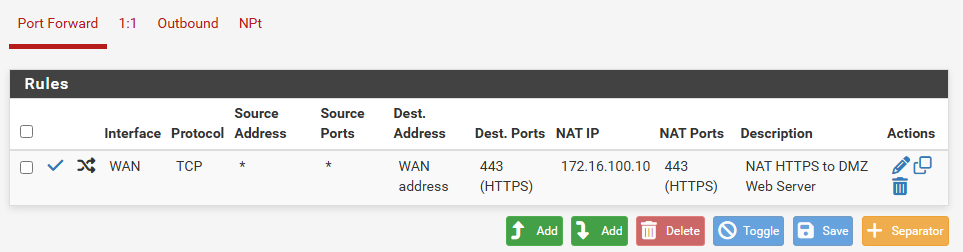 Port Forward 1:1 Outbound NPt
Rules
Source Source Dest.
Interface Protocol Address Ports Address Dest. Ports NAT IP NAT Ports Description Actions
WAN TCP * * WAN 443 172.16.100.10 443 NAT HTTPS to DMZ
address (HTTPS) (HTTPS) Web Server
Add Add Delete Toggle Save Separator